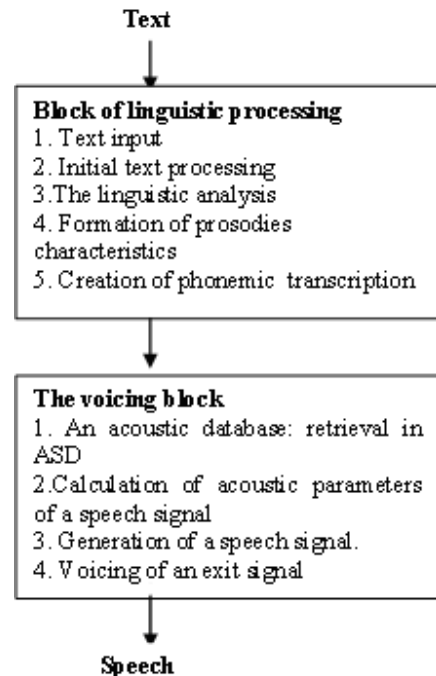 Text
Block of linguistic processing
1. Text input
2. Initial text processing
3.The linguistic analysis
4. Formation of prosodies
characteristics
5. Creation of phonemic transcription
The voicing block
1. An acoustic database: retrieval in
ASD
2.Calculation of acoustic parameters
of a speech signal
3. Generation of a speech signal.
4. Voicing of an exit signal
Speech